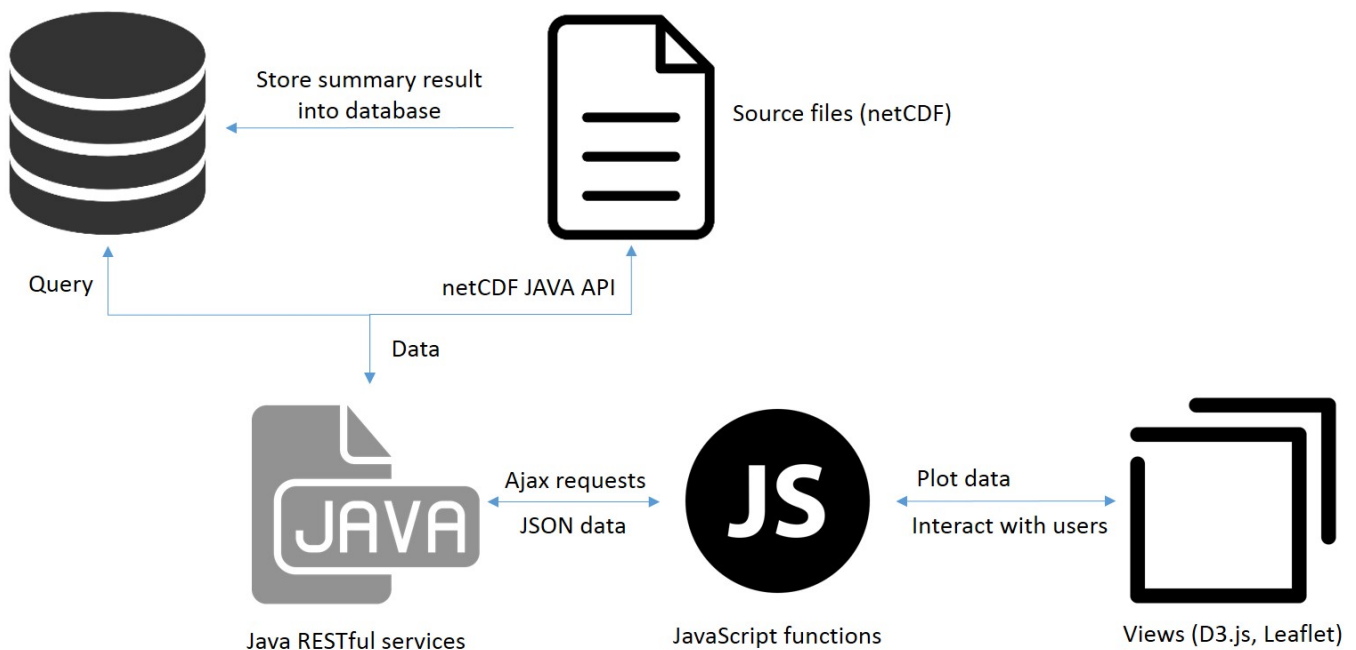 Store summary result
into database
Source files (netCDF)
Query
netCDF JAVA API
Data
JAVA
Ajax requests
JSON data
JS
Plot data
Interact with users
Java RESTful services
JavaScript functions
Views (D3.js, Leaflet)